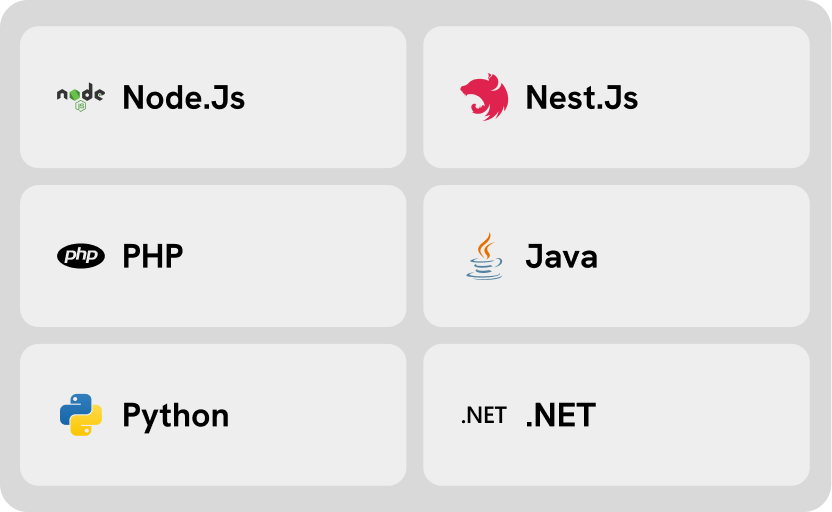 node
JS
Node.Js
Nest.Js
php
PHP
Java
Python
.NET
.NET